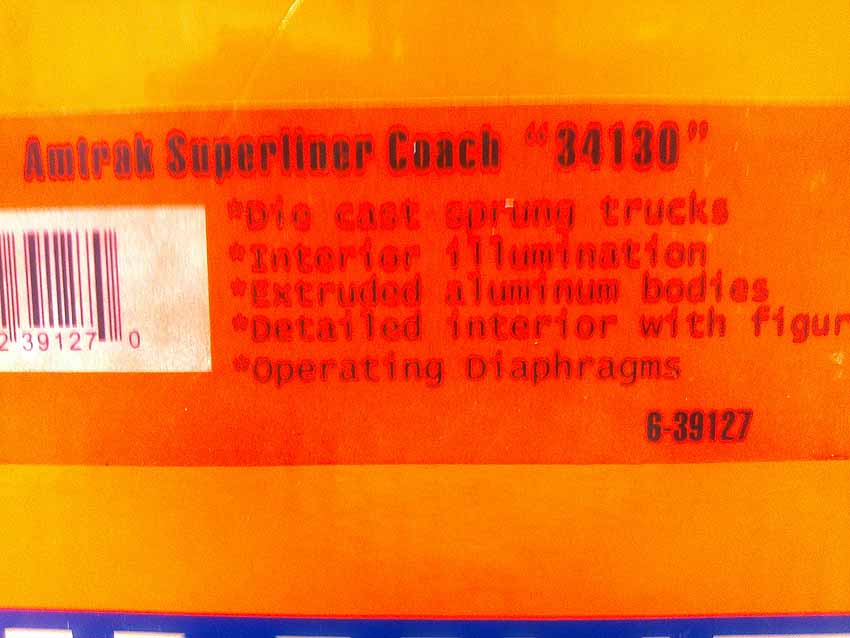 Amtrak Superliner Coach "34130"
*Die cast sprung trucks
*Interior illumination
*Extruded aluminum bodies
*Detailed interior with figur
*Operating Diaphragms
2 39127 0
6-39127